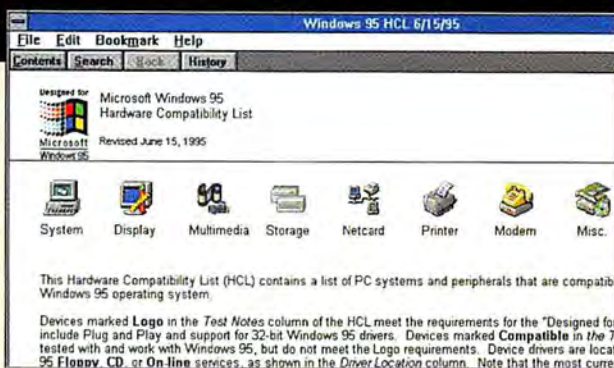 Windows 95 HCL 6/15/95
File Edit Bookmark Help
Contents Search Back History
Designed for
Microsoft
Windows 95
Microsoft Windows 95
Hardware Compatibility List
Revised June 15, 1995
System Display Multimedia Storage Netcard Printer Modem Misc.
This Hardware Compatibility List (HCL) contains a list of PC systems and peripherals that are compatib
Windows 95 operating system.
Devices marked Logo in the Test Notes column of the HCL meet the requirements for the "Designed for
include Plug and Play and support for 32-bit Windows 95 drivers. Devices marked Compatible in the T
tested with and work with Windows 95, but do not meet the Logo requirements. Device drivers are loca
95 Floppy, CD, or On-line services, as shown in the Driver Location column. Note that the most curre